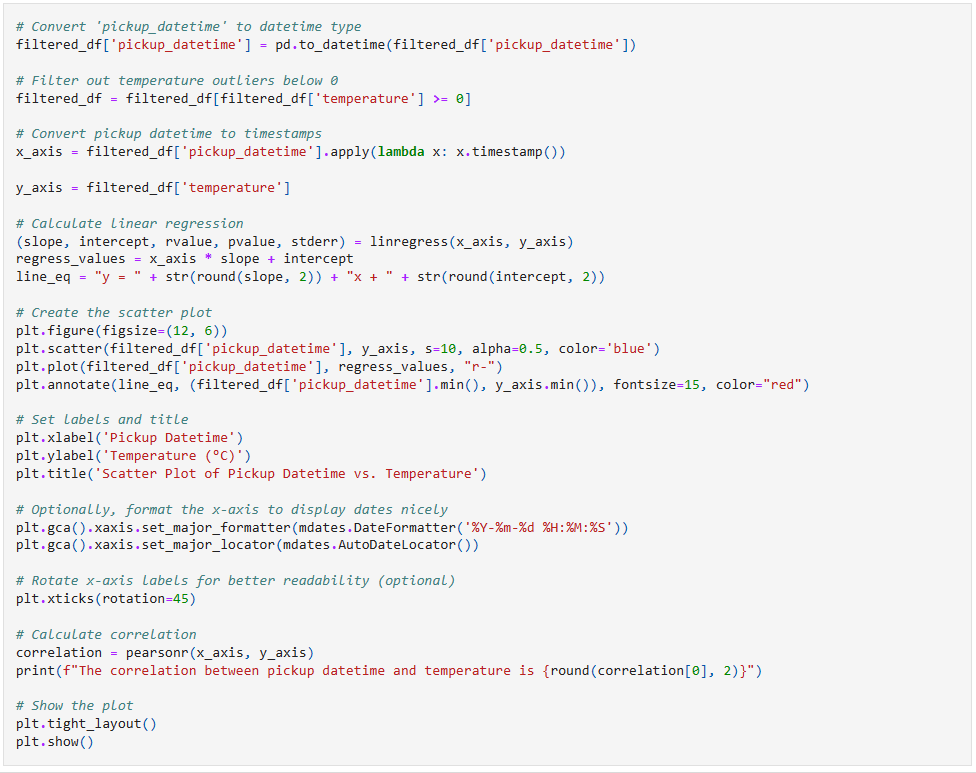 # Convert 'pickup_datetime' to datetime type
filtered_df['pickup_datetime'] = pd.to_datetime(filtered_df['pickup_datetime'])
# Filter out temperature outliers below 0
filtered_df = filtered_df[filtered_df['temperature'] >= 0]
# Convert pickup datetime to timestamps
x_axis = filtered_df['pickup_datetime'].apply(lambda x: x.timestamp())
y_axis = filtered_df['temperature']
# Calculate linear regression
(slope, intercept, rvalue, pvalue, stderr) = linregress(x_axis, y_axis)
regress_values = x_axis * slope + intercept
line_eq = "y = " + str(round(slope, 2)) + "x + " + str(round(intercept, 2))
# Create the scatter plot
plt.figure(figsize=(12, 6))
plt.scatter(filtered_df['pickup_datetime'], y_axis, s=10, alpha=0.5, color='blue')
plt.plot(filtered_df['pickup_datetime'], regress_values, "r-")
plt.annotate(line_eq, (filtered_df['pickup_datetime'].min(), y_axis.min()), fontsize=15, color="red")
# Set labels and title
plt.xlabel('Pickup Datetime')
plt.ylabel('Temperature (°C)')
plt.title('Scatter Plot of Pickup Datetime vs. Temperature')
# Optionally, format the x-axis to display dates nicely
plt.gca().xaxis.set_major_formatter(mdates.DateFormatter('%Y-%m-%d %H:%M:%S'))
plt.gca().xaxis.set_major_locator(mdates.AutoDateLocator())
# Rotate x-axis labels for better readability (optional)
plt.xticks(rotation=45)
# Calculate correlation
correlation = pearsonr(x_axis, y_axis)
print(f"The correlation between pickup datetime and temperature is {round(correlation[0], 2)}")
# Show the plot
plt.tight_layout()
plt.show()